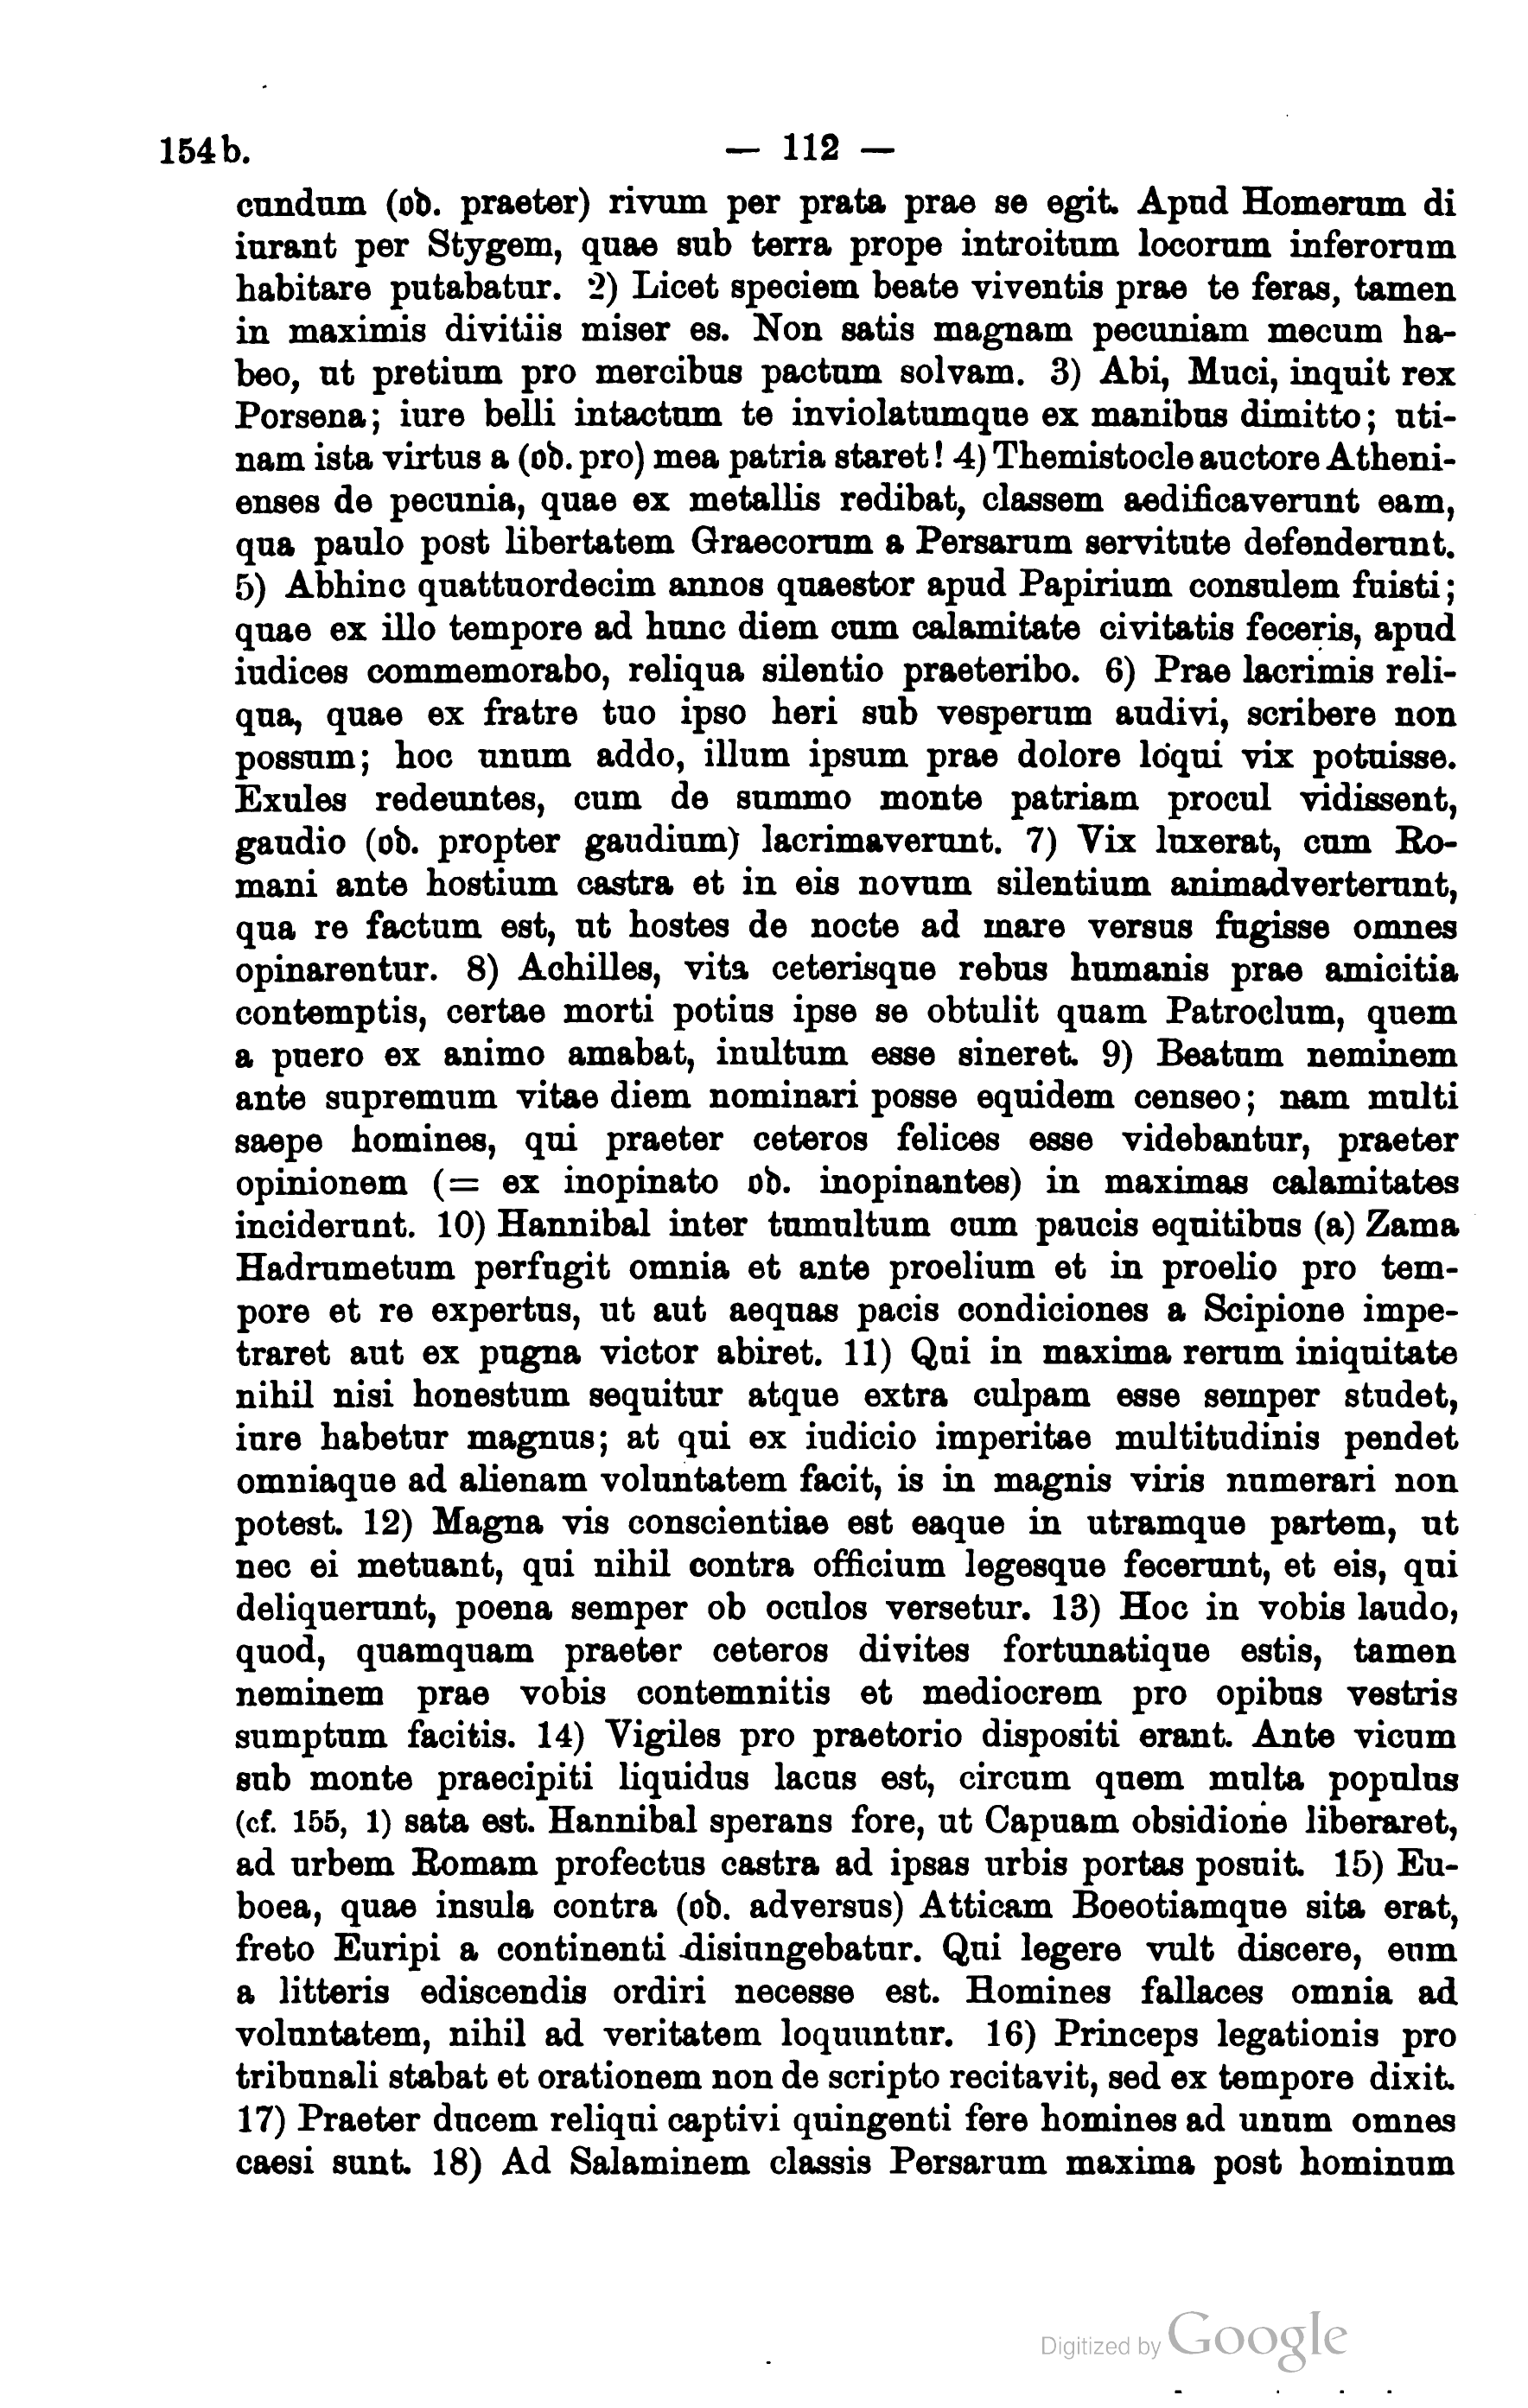 154b.
— 112 —
cundum (od. praeter) rivum per prata prae se egit. Apud Homerum di
iurant per Stygem, quae sub terra prope introitum locorum inferorum
habitare putabatur. 2) Licet speciem beate viventis prae te feras, tamen
in maximis divitiis miser es. Non satis magnam pecuniam mecum ha-
beo, ut pretium pro mercibus pactum solvam. 3) Abi, Muci, inquit rex
Porsena; iure belli intactum te inviolatumque ex manibus dimitto; uti-
nam ista virtus a (od. pro) mea patria staret! 4) Themistocle auctore Atheni-
enses de pecunia, quae ex metallis redibat, classem aedificaverunt eam,
qua paulo post libertatem Graecorum a Persarum servitute defenderunt.
5) Abhinc quattuordecim annos quaestor apud Papirium consulem fuisti;
quae ex illo tempore ad hunc diem cum calamitate civitatis feceris, apud
iudices commemorabo, reliqua silentio praeteribo. 6) Prae lacrimis reli-
qua, quae ex fratre tuo ipso heri sub vesperum audivi, scribere non
possum; hoc unum addo, illum ipsum prae dolore loqui vix potuisse.
Exules redeuntes, cum de summo monte patriam procul vidissent,
gaudio (od. propter gaudium) lacrimaverunt. 7) Vix luxerat, cum Ro-
mani ante hostium castra et in eis novum silentium animadverterunt,
qua re factum est, ut hostes de nocte ad mare versus fugisse omnes
opinarentur. 8) Achilles, vita ceterisque rebus humanis prae amicitia
contemptis, certae morti potius ipse se obtulit quam Patroclum, quem
a puero ex animo amabat, inultum esse sineret. 9) Beatum neminem
ante supremum vitae diem nominari posse equidem censeo; nam multi
saepe homines, qui praeter ceteros felices esse videbantur, praeter
opinionem (= ex inopinato od. inopinantes) in maximas calamitates
inciderunt. 10) Hannibal inter tumultum cum paucis equitibus (a) Zama
Hadrumetum perfugit omnia et ante proelium et in proelio pro tem-
pore et re expertus, ut aut aequas pacis condiciones a Scipione impe-
traret aut ex pugna victor abiret. 11) Qui in maxima rerum iniquitate
nihil nisi honestum sequitur atque extra culpam esse semper studet,
iure habetur magnus; at qui ex iudicio imperitae multitudinis pendet
omniaque ad alienam voluntatem facit, is in magnis viris numerari non
potest. 12) Magna vis conscientiae est eaque in utramque partem, ut
nec ei metuant, qui nihil contra officium legesque fecerunt, et eis, qui
deliquerunt, poena semper ob oculos versetur. 13) Hoc in vobis laudo,
quod, quamquam praeter ceteros divites fortunatique estis, tamen
neminem prae vobis contemnitis et mediocrem pro opibus vestris
sumptum facitis. 14) Vigiles pro praetorio dispositi erant. Ante vicum
sub monte praecipiti liquidus lacus est, circum quem multa populus
(cf. 155, 1) sata est. Hannibal sperans fore, ut Capuam obsidione liberaret,
ad urbem Romam profectus castra ad ipsas urbis portas posuit. 15) Eu-
boea, quae insula contra (od. adversus) Atticam Boeotiamque sita erat,
freto Euripi a continenti disiungebatur. Qui legere vult discere, eum
a litteris ediscendis ordiri necesse est. Homines fallaces omnia ad
voluntatem, nihil ad veritatem loquuntur. 16) Princeps legationis pro
tribunali stabat et orationem non de scripto recitavit, sed ex tempore dixit.
17) Praeter ducem reliqui captivi quingenti fere homines ad unum omnes
caesi sunt. 18) Ad Salaminem classis Persarum maxima post hominum
Digitized by Google